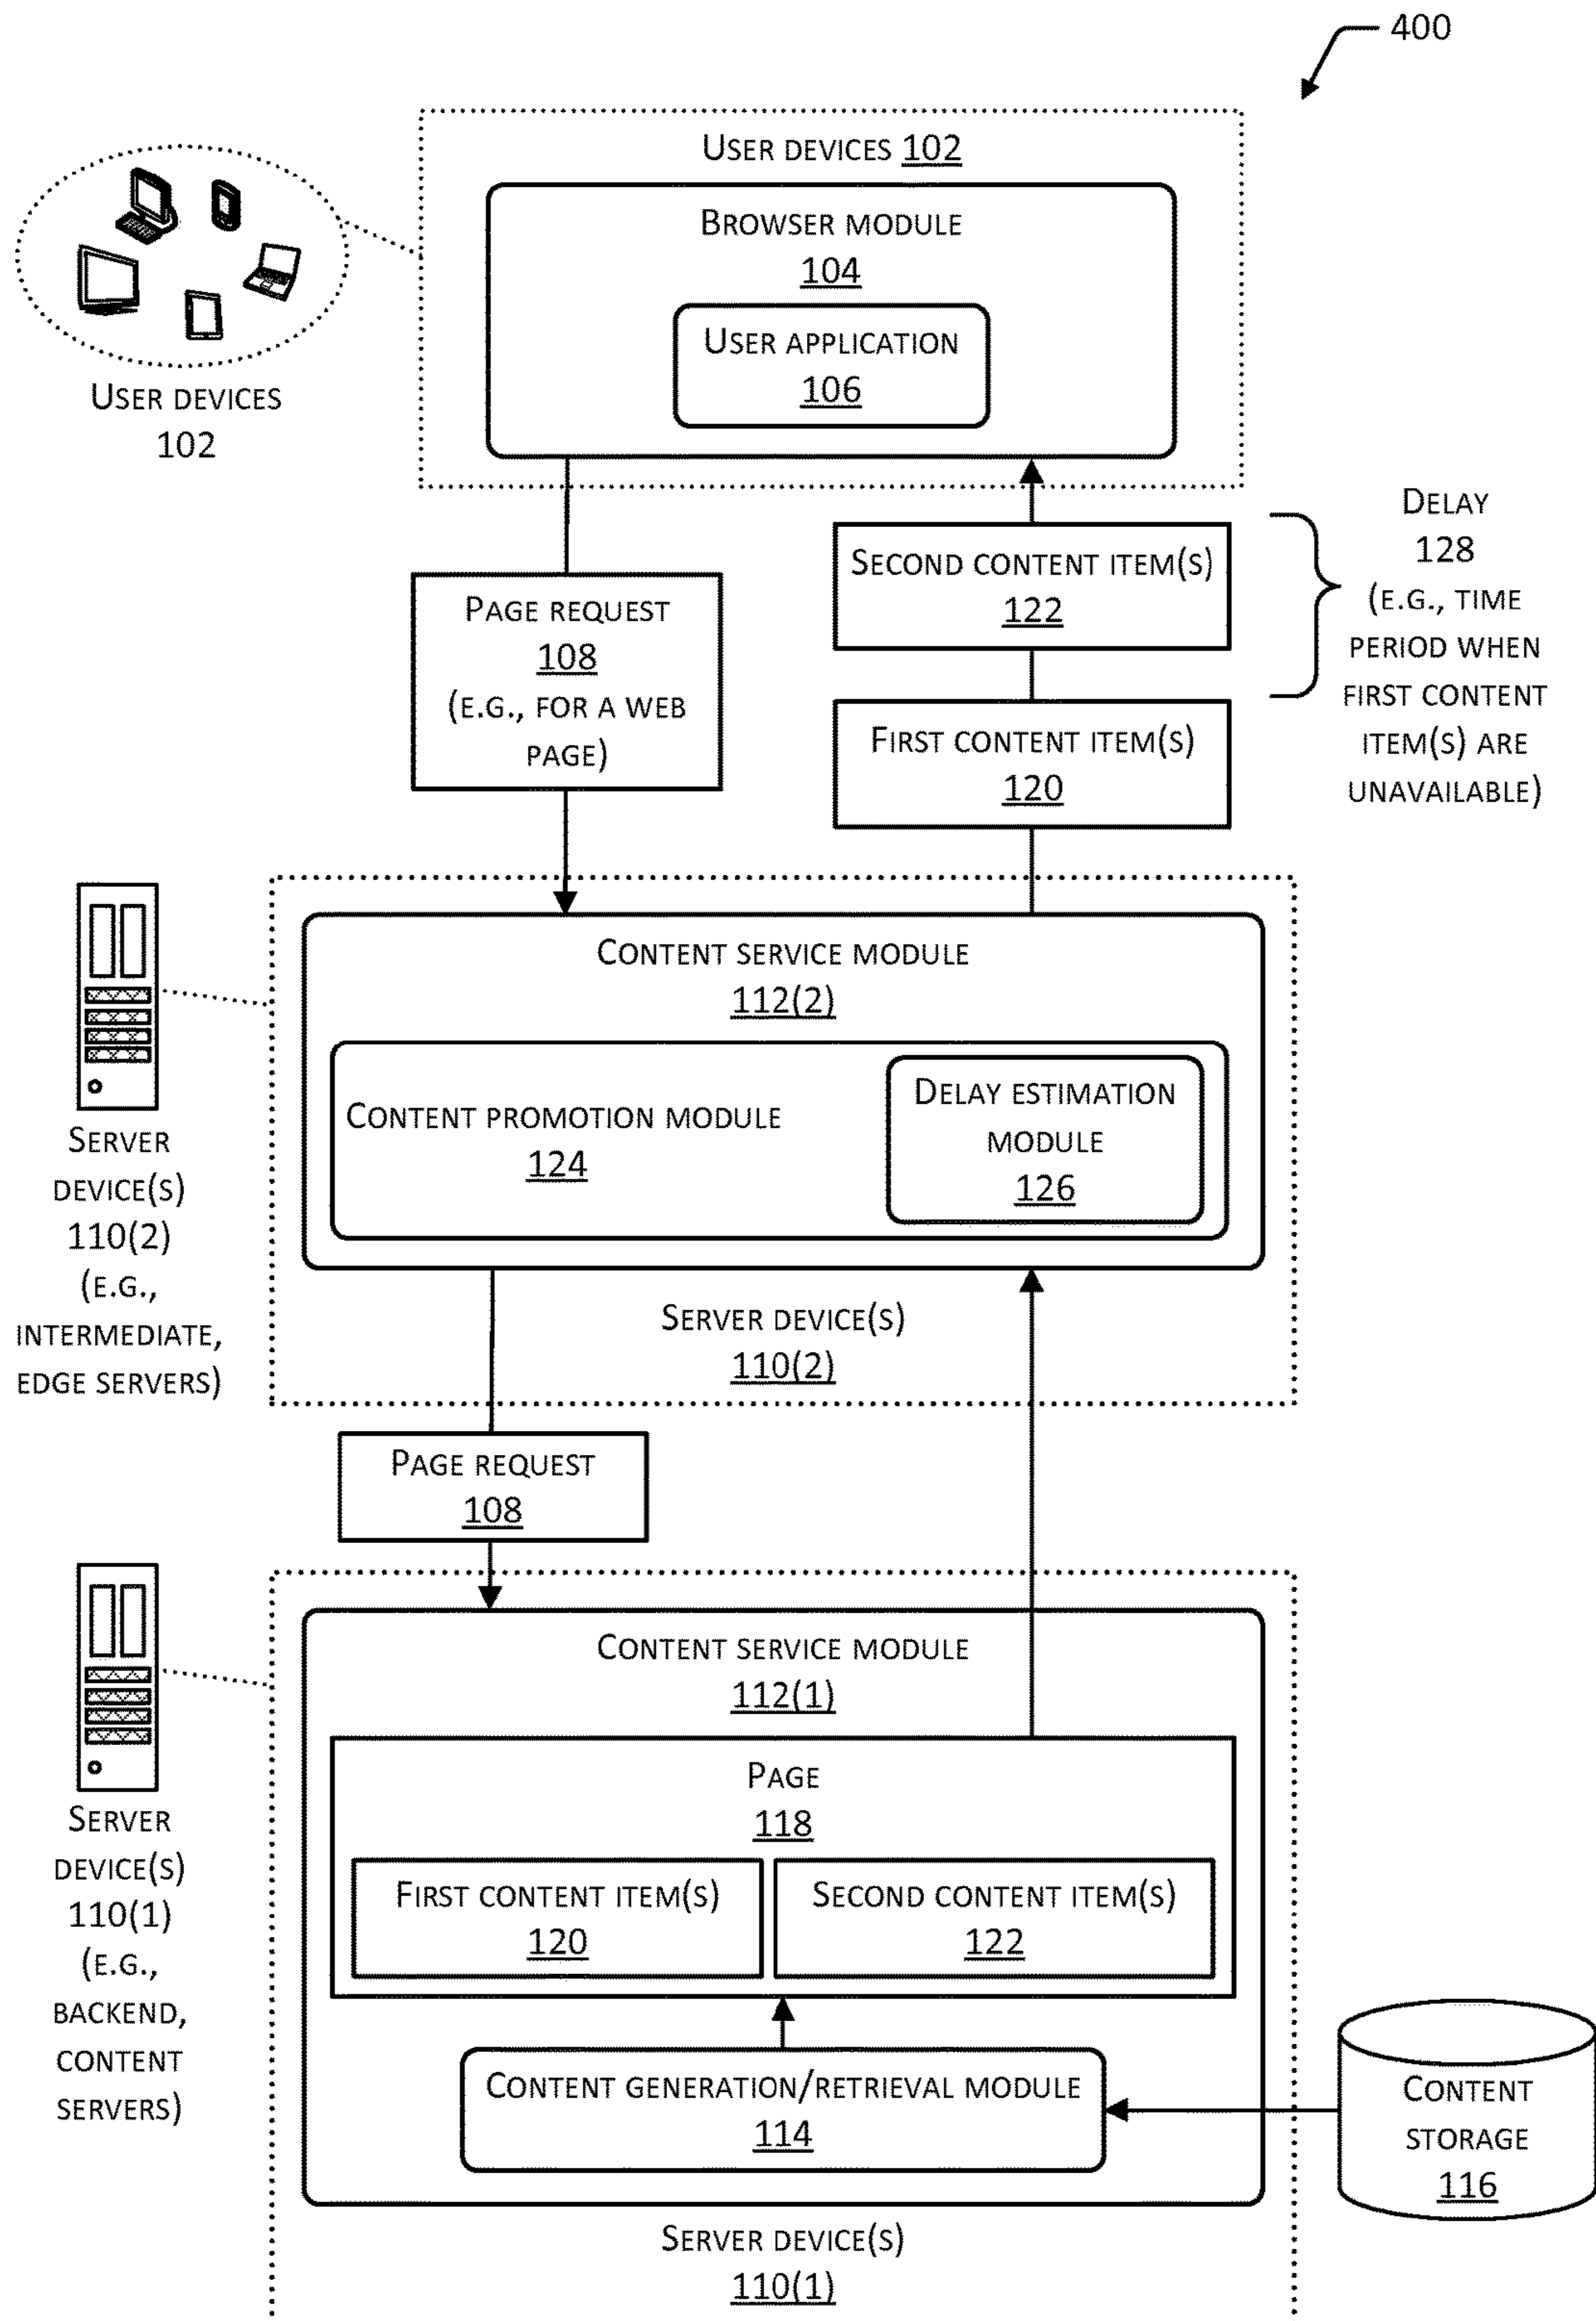 400
USER DEVICES 102
BROWSER MODULE
104
USER APPLICATION
106
USER DEVICES
102
PAGE REQUEST
108
(E.G., FOR A WEB
PAGE)
SECOND CONTENT ITEM(S)
122
FIRST CONTENT ITEM(S)
120
DELAY
128
(E.G., TIME
PERIOD WHEN
FIRST CONTENT
ITEM(S) ARE
UNAVAILABLE)
CONTENT SERVICE MODULE
112(2)
CONTENT PROMOTION MODULE
124
DELAY ESTIMATION
MODULE
126
SERVER DEVICE(S)
110(2)
SERVER
DEVICE(S)
110(2)
(E.G.,
INTERMEDIATE,
EDGE SERVERS)
PAGE REQUEST
108
CONTENT SERVICE MODULE
112(1)
PAGE
118
FIRST CONTENT ITEM(S)
120
SECOND CONTENT ITEM(S)
122
CONTENT GENERATION/RETRIEVAL MODULE
114
SERVER DEVICE(S)
110(1)
SERVER
DEVICE(S)
110(1)
(E.G.,
BACKEND,
CONTENT
SERVERS)
CONTENT
STORAGE
116